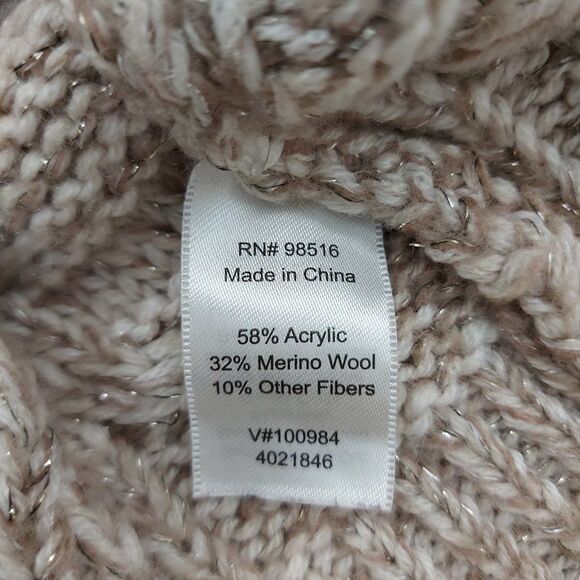 RN# 98516
Made in China
58% Acrylic
32% Merino Wool
10% Other Fibers
V#100984
4021846